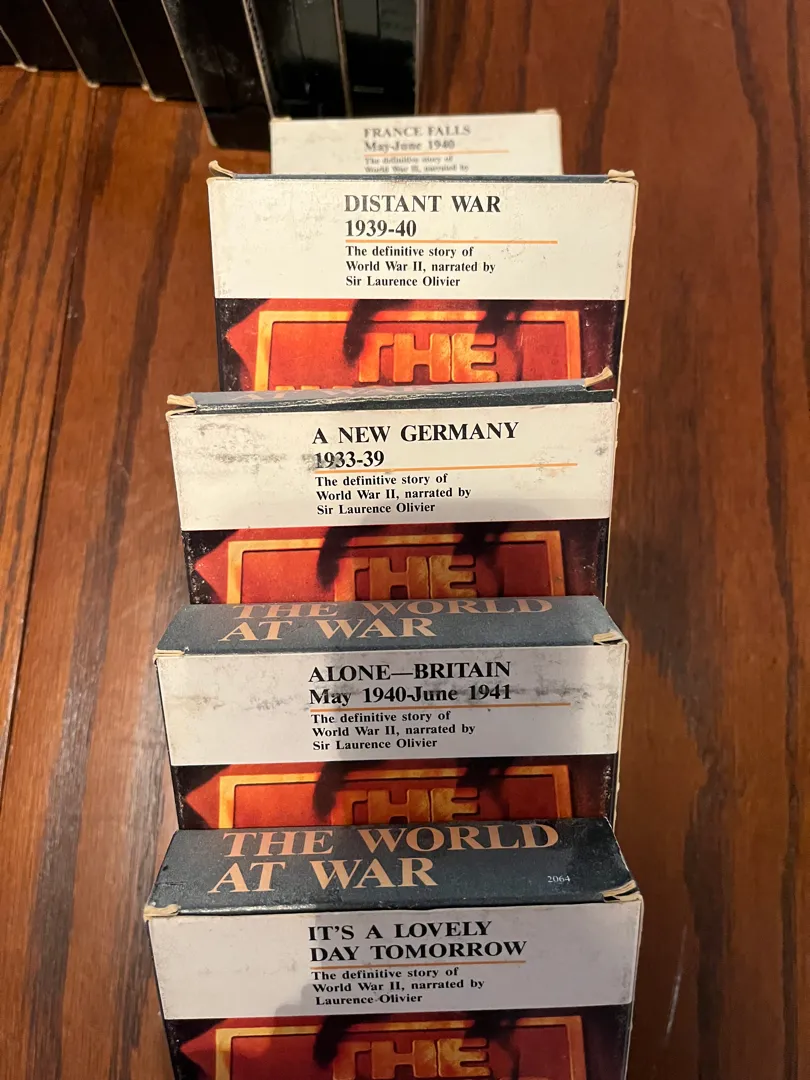 FRANCE FALLS
May-June 1940
The definitive story of
World War II, narrated by
DISTANT WAR
1939-40
The definitive story of
World War II, narrated by
Sir Laurence Olivier
THE
A NEW GERMANY
1933-39
The definitive story of
World War II, narrated by
Sir Laurence Olivier
THE
THE WORLD
AT WAR
ALONE—BRITAIN
May 1940-June 1941
The definitive story of
World War II, narrated by
Sir Laurence Olivier
THE
THE WORLD
AT WAR
2064
IT'S A LOVELY
DAY TOMORROW
The definitive story of
World War II, narrated by
Laurence Olivier
THE